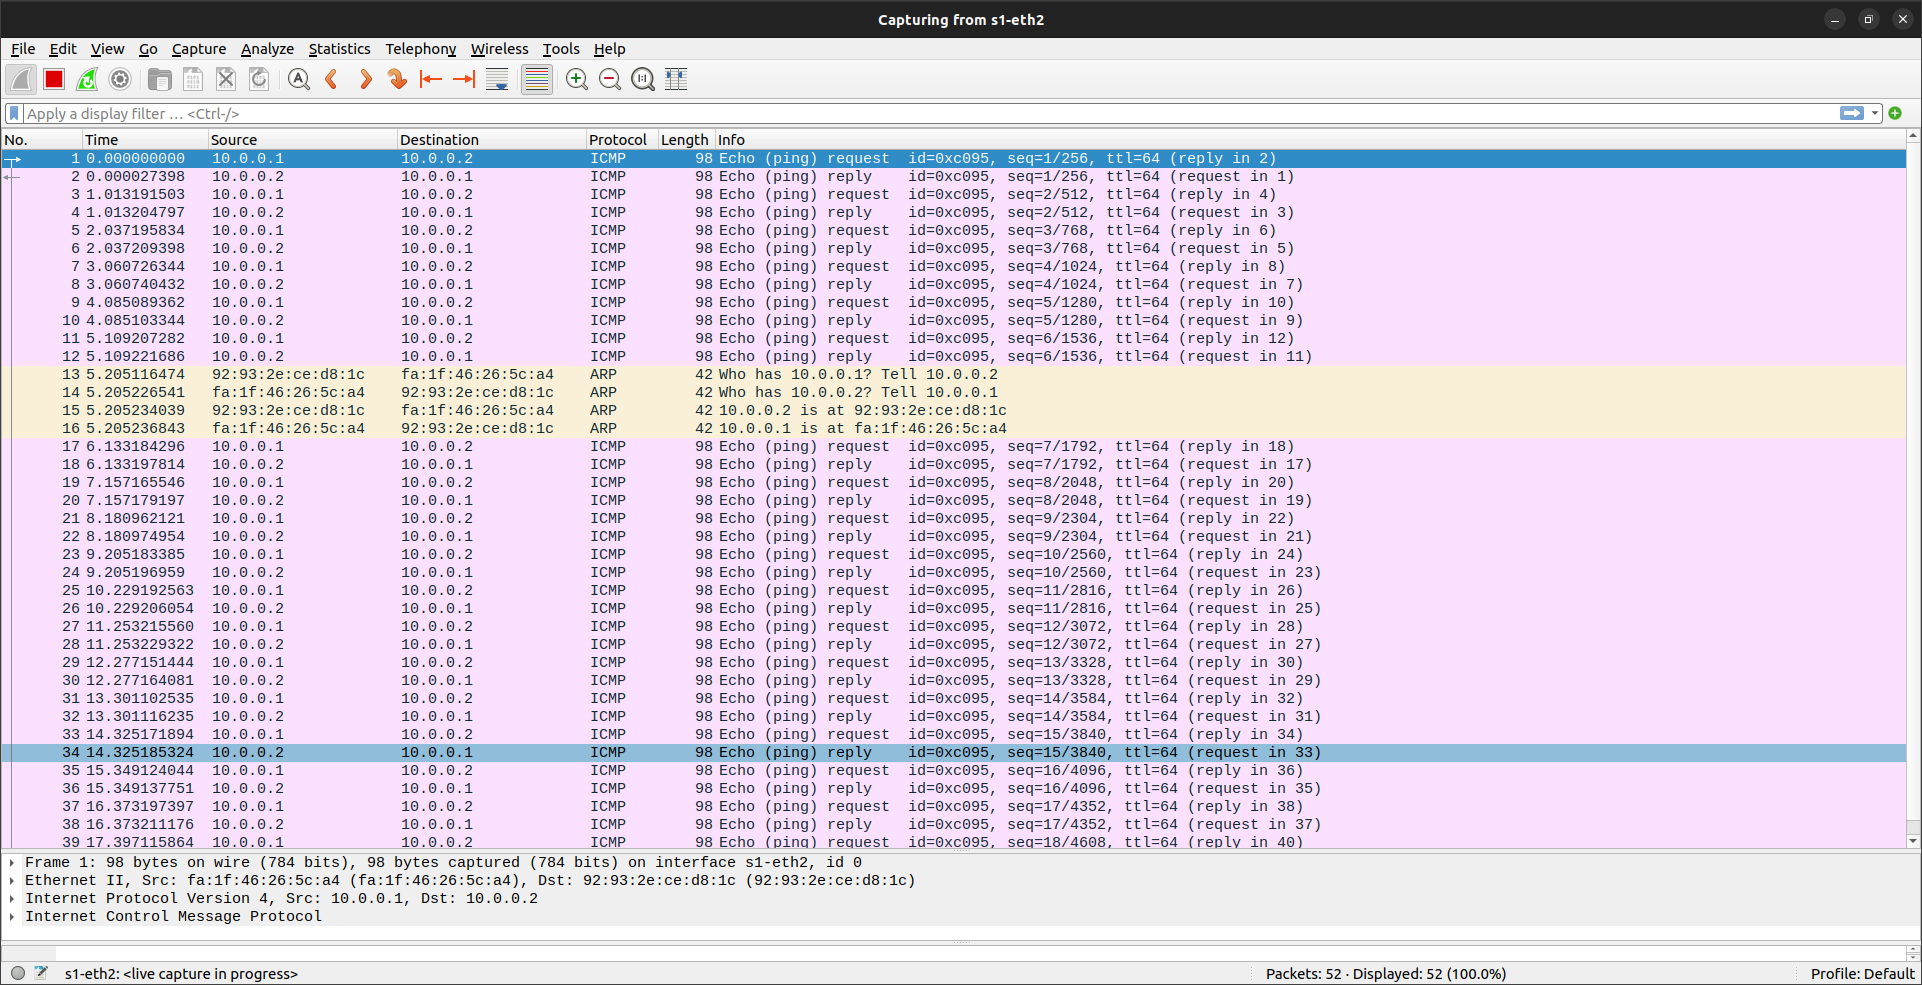 Capturing from s1-eth2
File Edit View Go Capture Analyze Statistics Telephony Wireless Tools Help
Apply a display filter … <Ctrl-/>
No. Time Source Destination Protocol Length Info
1 0.000000000 10.0.0.1 10.0.0.2 ICMP 98 Echo (ping) request id=0xc095, seq=1/256, ttl=64 (reply in 2)
2 0.000027398 10.0.0.2 10.0.0.1 ICMP 98 Echo (ping) reply id=0xc095, seq=1/256, ttl=64 (request in 1)
3 1.013191503 10.0.0.1 10.0.0.2 ICMP 98 Echo (ping) request id=0xc095, seq=2/512, ttl=64 (reply in 4)
4 1.013204797 10.0.0.2 10.0.0.1 ICMP 98 Echo (ping) reply id=0xc095, seq=2/512, ttl=64 (request in 3)
5 2.037195834 10.0.0.1 10.0.0.2 ICMP 98 Echo (ping) request id=0xc095, seq=3/768, ttl=64 (reply in 6)
6 2.037209398 10.0.0.2 10.0.0.1 ICMP 98 Echo (ping) reply id=0xc095, seq=3/768, ttl=64 (request in 5)
7 3.060726344 10.0.0.1 10.0.0.2 ICMP 98 Echo (ping) request id=0xc095, seq=4/1024, ttl=64 (reply in 8)
8 3.060740432 10.0.0.2 10.0.0.1 ICMP 98 Echo (ping) reply id=0xc095, seq=4/1024, ttl=64 (request in 7)
9 4.085089362 10.0.0.1 10.0.0.2 ICMP 98 Echo (ping) request id=0xc095, seq=5/1280, ttl=64 (reply in 10)
10 4.085103344 10.0.0.2 10.0.0.1 ICMP 98 Echo (ping) reply id=0xc095, seq=5/1280, ttl=64 (request in 9)
11 5.109207282 10.0.0.1 10.0.0.2 ICMP 98 Echo (ping) request id=0xc095, seq=6/1536, ttl=64 (reply in 12)
12 5.109221686 10.0.0.2 10.0.0.1 ICMP 98 Echo (ping) reply id=0xc095, seq=6/1536, ttl=64 (request in 11)
13 5.205116474 92:93:2e:ce:d8:1c fa:1f:46:26:5c:a4 ARP 42 Who has 10.0.0.1? Tell 10.0.0.2
14 5.205226541 fa:1f:46:26:5c:a4 92:93:2e:ce:d8:1c ARP 42 Who has 10.0.0.2? Tell 10.0.0.1
15 5.205234039 92:93:2e:ce:d8:1c fa:1f:46:26:5c:a4 ARP 42 10.0.0.2 is at 92:93:2e:ce:d8:1c
16 5.205236843 fa:1f:46:26:5c:a4 92:93:2e:ce:d8:1c ARP 42 10.0.0.1 is at fa:1f:46:26:5c:a4
17 6.133184296 10.0.0.1 10.0.0.2 ICMP 98 Echo (ping) request id=0xc095, seq=7/1792, ttl=64 (reply in 18)
18 6.133197814 10.0.0.2 10.0.0.1 ICMP 98 Echo (ping) reply id=0xc095, seq=7/1792, ttl=64 (request in 17)
19 7.157165546 10.0.0.1 10.0.0.2 ICMP 98 Echo (ping) request id=0xc095, seq=8/2048, ttl=64 (reply in 20)
20 7.157179197 10.0.0.2 10.0.0.1 ICMP 98 Echo (ping) reply id=0xc095, seq=8/2048, ttl=64 (request in 19)
21 8.180962121 10.0.0.1 10.0.0.2 ICMP 98 Echo (ping) request id=0xc095, seq=9/2304, ttl=64 (reply in 22)
22 8.180974954 10.0.0.2 10.0.0.1 ICMP 98 Echo (ping) reply id=0xc095, seq=9/2304, ttl=64 (request in 21)
23 9.205183385 10.0.0.1 10.0.0.2 ICMP 98 Echo (ping) request id=0xc095, seq=10/2560, ttl=64 (reply in 24)
24 9.205196959 10.0.0.2 10.0.0.1 ICMP 98 Echo (ping) reply id=0xc095, seq=10/2560, ttl=64 (request in 23)
25 10.229192563 10.0.0.1 10.0.0.2 ICMP 98 Echo (ping) request id=0xc095, seq=11/2816, ttl=64 (reply in 26)
26 10.229206054 10.0.0.2 10.0.0.1 ICMP 98 Echo (ping) reply id=0xc095, seq=11/2816, ttl=64 (request in 25)
27 11.253215560 10.0.0.1 10.0.0.2 ICMP 98 Echo (ping) request id=0xc095, seq=12/3072, ttl=64 (reply in 28)
28 11.253229322 10.0.0.2 10.0.0.1 ICMP 98 Echo (ping) reply id=0xc095, seq=12/3072, ttl=64 (request in 27)
29 12.277151444 10.0.0.1 10.0.0.2 ICMP 98 Echo (ping) request id=0xc095, seq=13/3328, ttl=64 (reply in 30)
30 12.277164081 10.0.0.2 10.0.0.1 ICMP 98 Echo (ping) reply id=0xc095, seq=13/3328, ttl=64 (request in 29)
31 13.301102535 10.0.0.1 10.0.0.2 ICMP 98 Echo (ping) request id=0xc095, seq=14/3584, ttl=64 (reply in 32)
32 13.301116235 10.0.0.2 10.0.0.1 ICMP 98 Echo (ping) reply id=0xc095, seq=14/3584, ttl=64 (request in 31)
33 14.325171894 10.0.0.1 10.0.0.2 ICMP 98 Echo (ping) request id=0xc095, seq=15/3840, ttl=64 (reply in 34)
34 14.325185324 10.0.0.2 10.0.0.1 ICMP 98 Echo (ping) reply id=0xc095, seq=15/3840, ttl=64 (request in 33)
35 15.349124044 10.0.0.1 10.0.0.2 ICMP 98 Echo (ping) request id=0xc095, seq=16/4096, ttl=64 (reply in 36)
36 15.349137751 10.0.0.2 10.0.0.1 ICMP 98 Echo (ping) reply id=0xc095, seq=16/4096, ttl=64 (request in 35)
37 16.373197397 10.0.0.1 10.0.0.2 ICMP 98 Echo (ping) request id=0xc095, seq=17/4352, ttl=64 (reply in 38)
38 16.373211176 10.0.0.2 10.0.0.1 ICMP 98 Echo (ping) reply id=0xc095, seq=17/4352, ttl=64 (request in 37)
39 17.397115864 10.0.0.1 10.0.0.2 ICMP 98 Echo (ping) request id=0xc095, seq=18/4608, ttl=64 (reply in 40)
Frame 1: 98 bytes on wire (784 bits), 98 bytes captured (784 bits) on interface s1-eth2, id 0
Ethernet II, Src: fa:1f:46:26:5c:a4 (fa:1f:46:26:5c:a4), Dst: 92:93:2e:ce:d8:1c (92:93:2e:ce:d8:1c)
Internet Protocol Version 4, Src: 10.0.0.1, Dst: 10.0.0.2
Internet Control Message Protocol
s1-eth2: <live capture in progress>
Packets: 52 · Displayed: 52 (100.0%)
Profile: Default